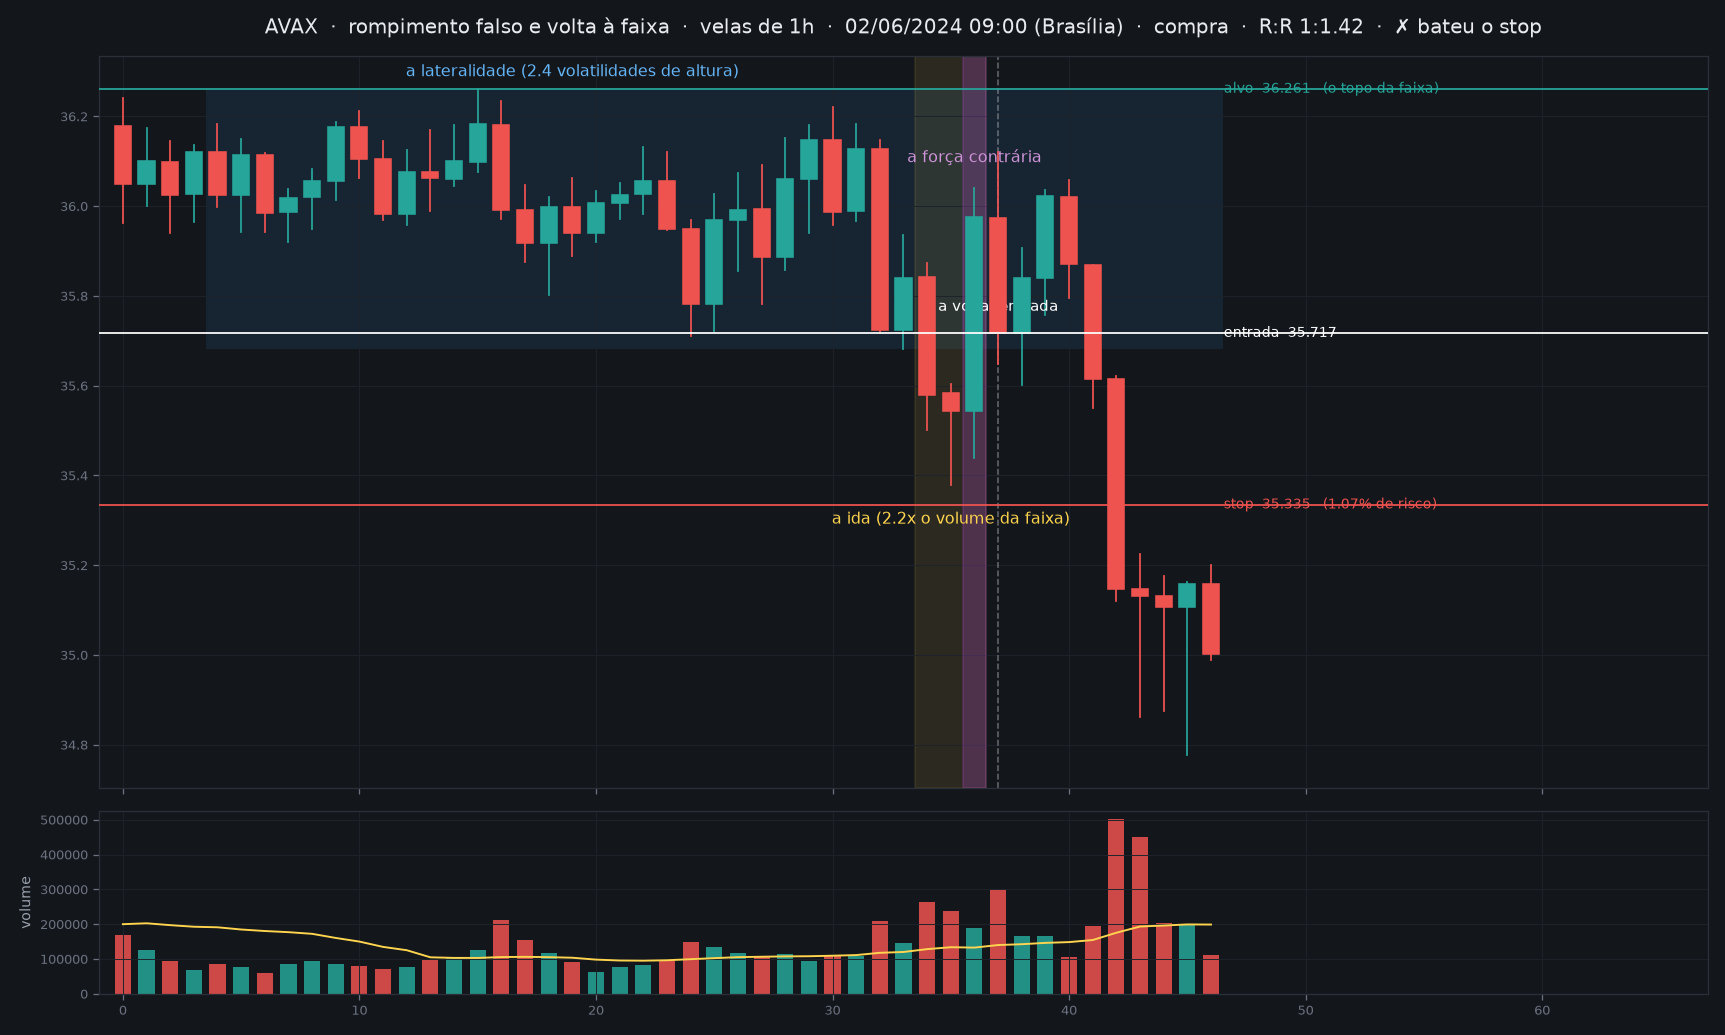 AVAX · rompimento falso e volta à faixa · velas de 1h · 02/06/2024 09:00 (Brasília) · compra · R:R 1:1.42 · ✗ bateu o stop
a lateralidade (2.4 volatilidades de altura)
alvo 36.261 (o topo da faixa)
36.2
a força contrária
36.0
35.8
a volta
entrada 35.717
35.6
35.4
stop 35.335 (1.07% de risco)
a ida (2.2x o volume da faixa)
35.2
35.0
34.8
volume
500000
400000
300000
200000
100000
0
0 10 20 30 40 50 60